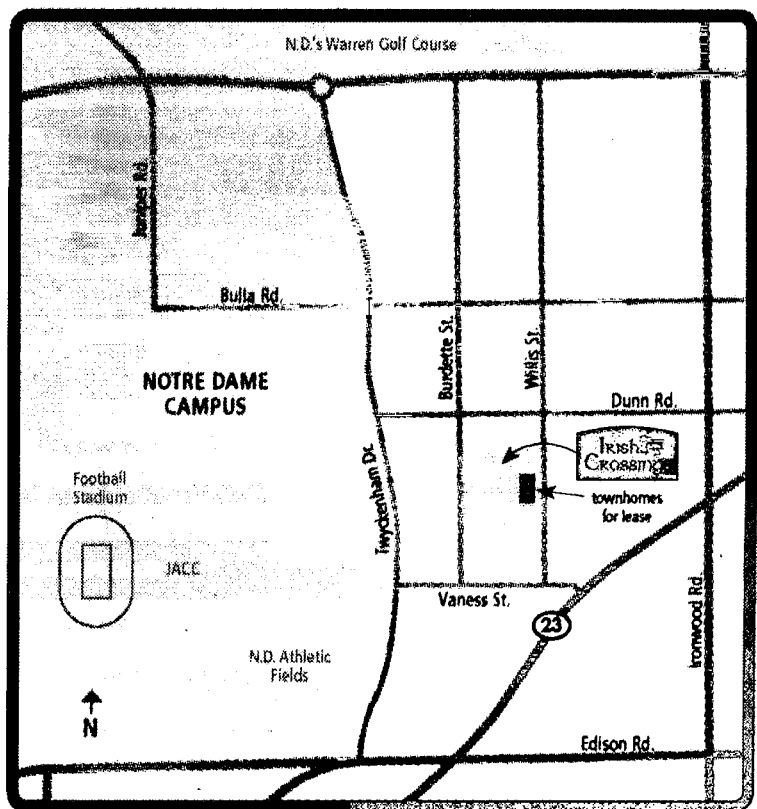 N.D.'s Warren Golf Course
Juniper Rd.
Bulla Rd.
Burdette St.
Willis St.
NOTRE DAME
CAMPUS
Dunn Rd.
Irish
Crossing
townhomes
for lease
Football
Stadium
Twyckenham Dr.
JACC
Vaness St.
23
Ironwood Rd.
N.D. Athletic
Fields
N
Edison Rd.